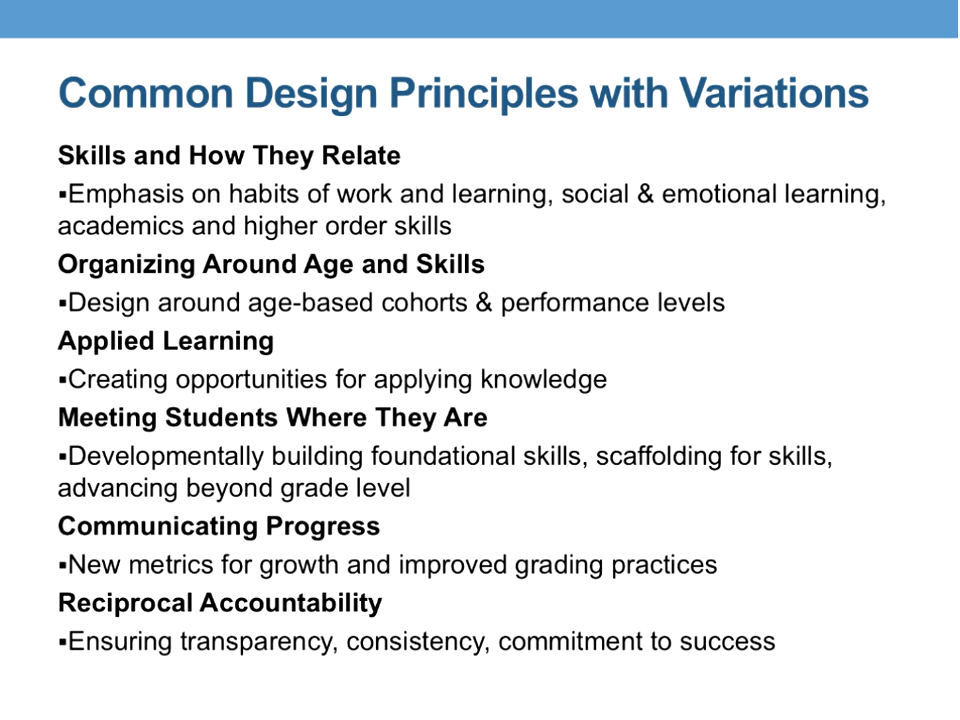 Common Design Principles with Variations
Skills and How They Relate
▪Emphasis on habits of work and learning, social & emotional learning,
academics and higher order skills
Organizing Around Age and Skills
▪Design around age-based cohorts & performance levels
Applied Learning
▪Creating opportunities for applying knowledge
Meeting Students Where They Are
▪Developmentally building foundational skills, scaffolding for skills,
advancing beyond grade level
Communicating Progress
▪New metrics for growth and improved grading practices
Reciprocal Accountability
▪Ensuring transparency, consistency, commitment to success